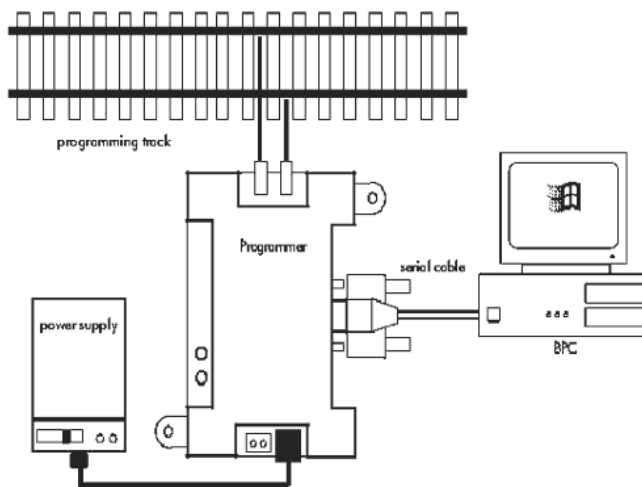 programming track
Programmer
serial cable
power supply
BPC